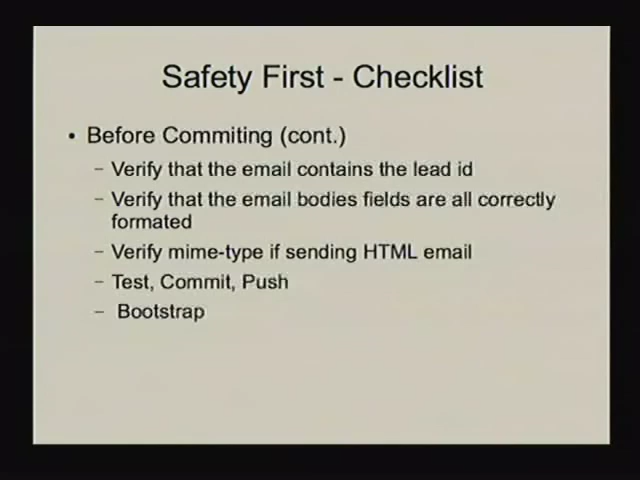 Safety First - Checklist
• Before Commiting (cont.)
– Verify that the email contains the lead id
– Verify that the email bodies fields are all correctly
formated
– Verify mime-type if sending HTML email
– Test, Commit, Push
– Bootstrap